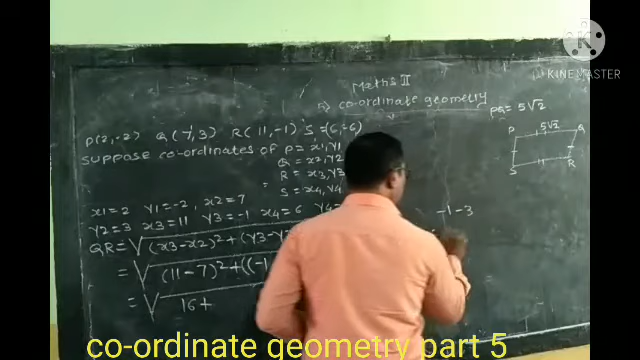 KINEMASTER
Maths II
5) co-ordinate geometry
PQ = 5√2
P 5√2 Q
S R
P(2,-2) Q(7,3) R(11,-1) S(6,-6)
SUPPOSE co-ordinates of P = x1,y1
Q = x2,y2
R = x3,y3
S = x4,y4
x1=2 y1=-2 x2=7
y2=3 x3=11 y3=-1 x4=6 y4=
QR = √(x3-x2)² + (y3-y
-1-3
= √(11-7)² + ((-1
= √16+
co-ordinate geometry part 5